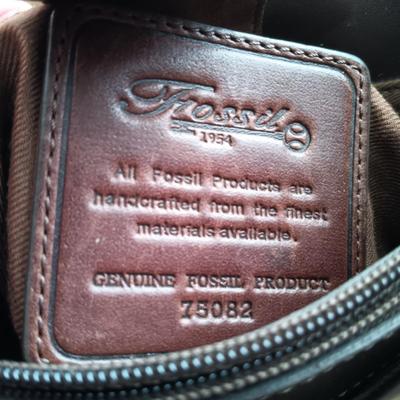 Fossil
1954
All Fossil Products are
handcrafted from the finest
materials available.
GENUINE FOSSIL PRODUCT
75082